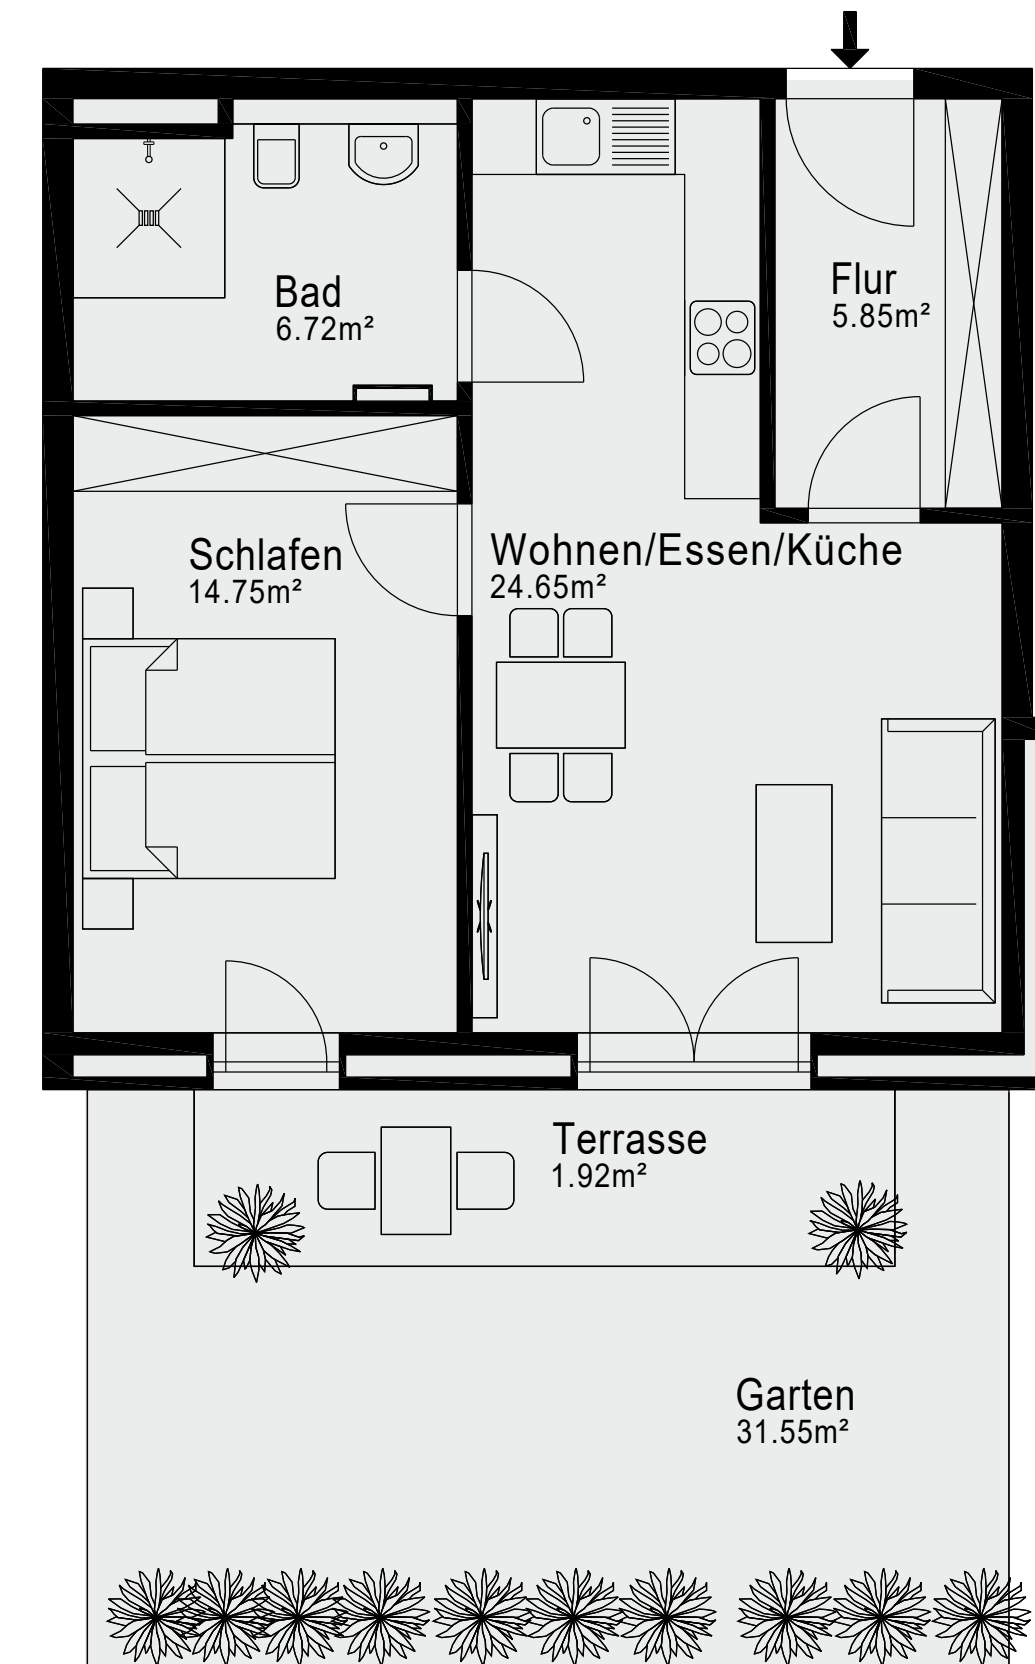 Bad
6.72m²
Flur
5.85m²
Schlafen
14.75m²
Wohnen/Essen/Küche
24.65m²
Terrasse
1.92m²
Garten
31.55m²